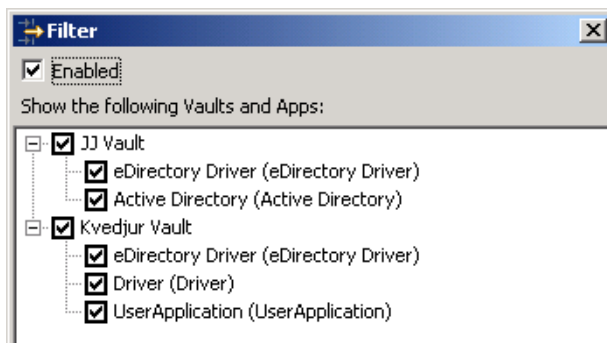 Filter
Enabled
Show the following Vaults and Apps:
JJ Vault
eDirectory Driver (eDirectory Driver)
Active Directory (Active Directory)
Kvedjur Vault
eDirectory Driver (eDirectory Driver)
Driver (Driver)
UserApplication (UserApplication)